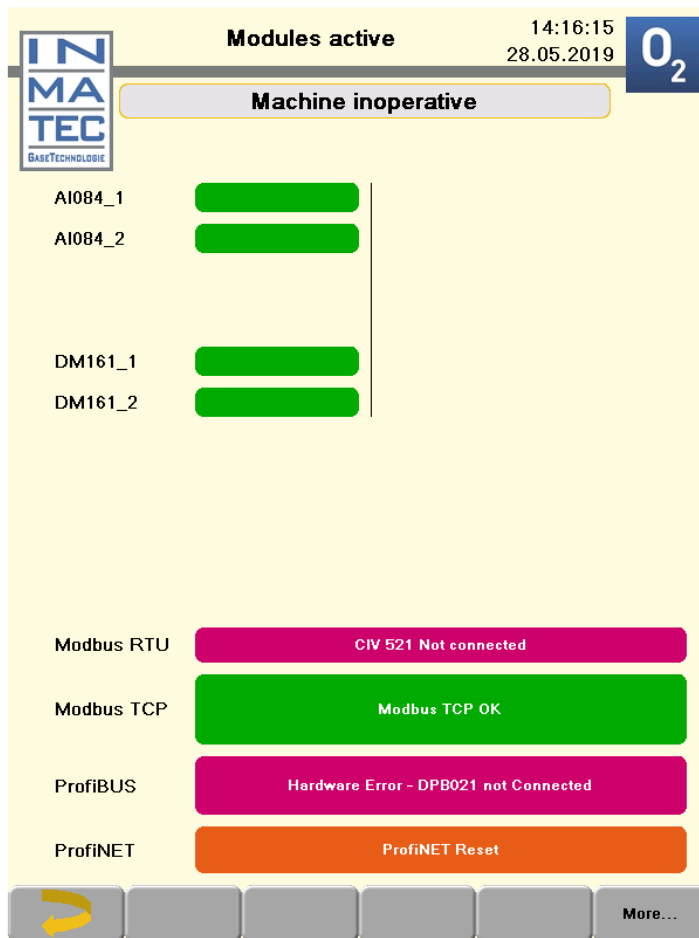 IN
MA
TEC
GASETECHNOLOGIE
Modules active
14:16:15
28.05.2019
O2
Machine inoperative
AI084_1
AI084_2
DM161_1
DM161_2
Modbus RTU
CIV 521 Not connected
Modbus TCP
Modbus TCP OK
ProfiBUS
Hardware Error - DPB021 not Connected
ProfiNET
ProfiNET Reset
More...